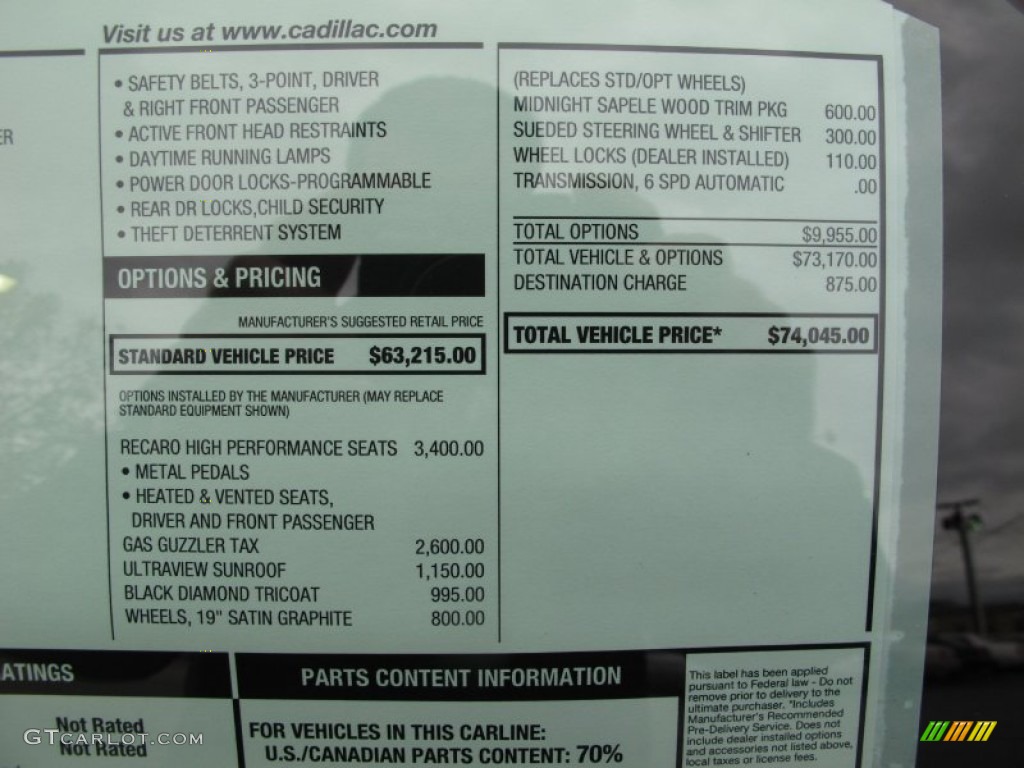 Visit us at www.cadillac.com
ER
• SAFETY BELTS, 3-POINT, DRIVER
& RIGHT FRONT PASSENGER
• ACTIVE FRONT HEAD RESTRAINTS
• DAYTIME RUNNING LAMPS
• POWER DOOR LOCKS-PROGRAMMABLE
• REAR DR LOCKS,CHILD SECURITY
• THEFT DETERRENT SYSTEM
OPTIONS & PRICING
MANUFACTURER'S SUGGESTED RETAIL PRICE
STANDARD VEHICLE PRICE $63,215.00
OPTIONS INSTALLED BY THE MANUFACTURER (MAY REPLACE
STANDARD EQUIPMENT SHOWN)
RECARO HIGH PERFORMANCE SEATS 3,400.00
• METAL PEDALS
• HEATED & VENTED SEATS,
DRIVER AND FRONT PASSENGER
GAS GUZZLER TAX 2,600.00
ULTRAVIEW SUNROOF 1,150.00
BLACK DIAMOND TRICOAT 995.00
WHEELS, 19" SATIN GRAPHITE 800.00
(REPLACES STD/OPT WHEELS)
MIDNIGHT SAPELE WOOD TRIM PKG 600.00
SUEDED STEERING WHEEL & SHIFTER 300.00
WHEEL LOCKS (DEALER INSTALLED) 110.00
TRANSMISSION, 6 SPD AUTOMATIC .00
TOTAL OPTIONS $9,955.00
TOTAL VEHICLE & OPTIONS $73,170.00
DESTINATION CHARGE 875.00
TOTAL VEHICLE PRICE* $74,045.00
ATINGS
Not Rated
Not Rated
GTCarLot.com
PARTS CONTENT INFORMATION
FOR VEHICLES IN THIS CARLINE:
U.S./CANADIAN PARTS CONTENT: 70%
This label has been applied
pursuant to Federal law - Do not
remove prior to delivery to the
ultimate purchaser. *Includes
Manufacturer's Recommended
Pre-Delivery Service. Does not
include dealer installed options
and accessories not listed above,
local taxes or license fees.